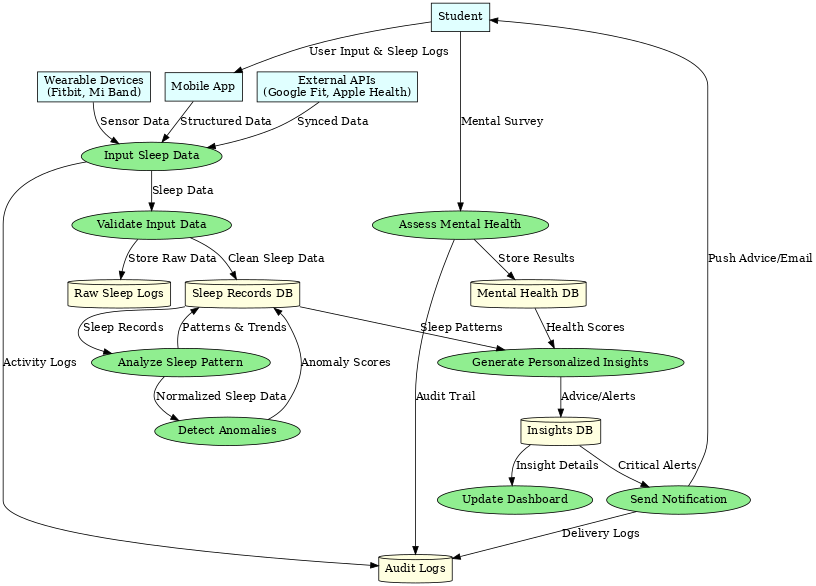 Student
User Input & Sleep Logs
Wearable Devices
(Fitbit, Mi Band)
Mobile App
External APIs
(Google Fit, Apple Health)
Sensor Data
Structured Data
Synced Data
Mental Survey
Input Sleep Data
Sleep Data
Validate Input Data
Assess Mental Health
Store Raw Data
Clean Sleep Data
Store Results
Push Advice/Email
Raw Sleep Logs
Sleep Records DB
Mental Health DB
Sleep Records
Patterns & Trends
Sleep Patterns
Health Scores
Activity Logs
Analyze Sleep Pattern
Anomaly Scores
Generate Personalized Insights
Normalized Sleep Data
Audit Trail
Advice/Alerts
Detect Anomalies
Insights DB
Insight Details
Critical Alerts
Update Dashboard
Send Notification
Delivery Logs
Audit Logs